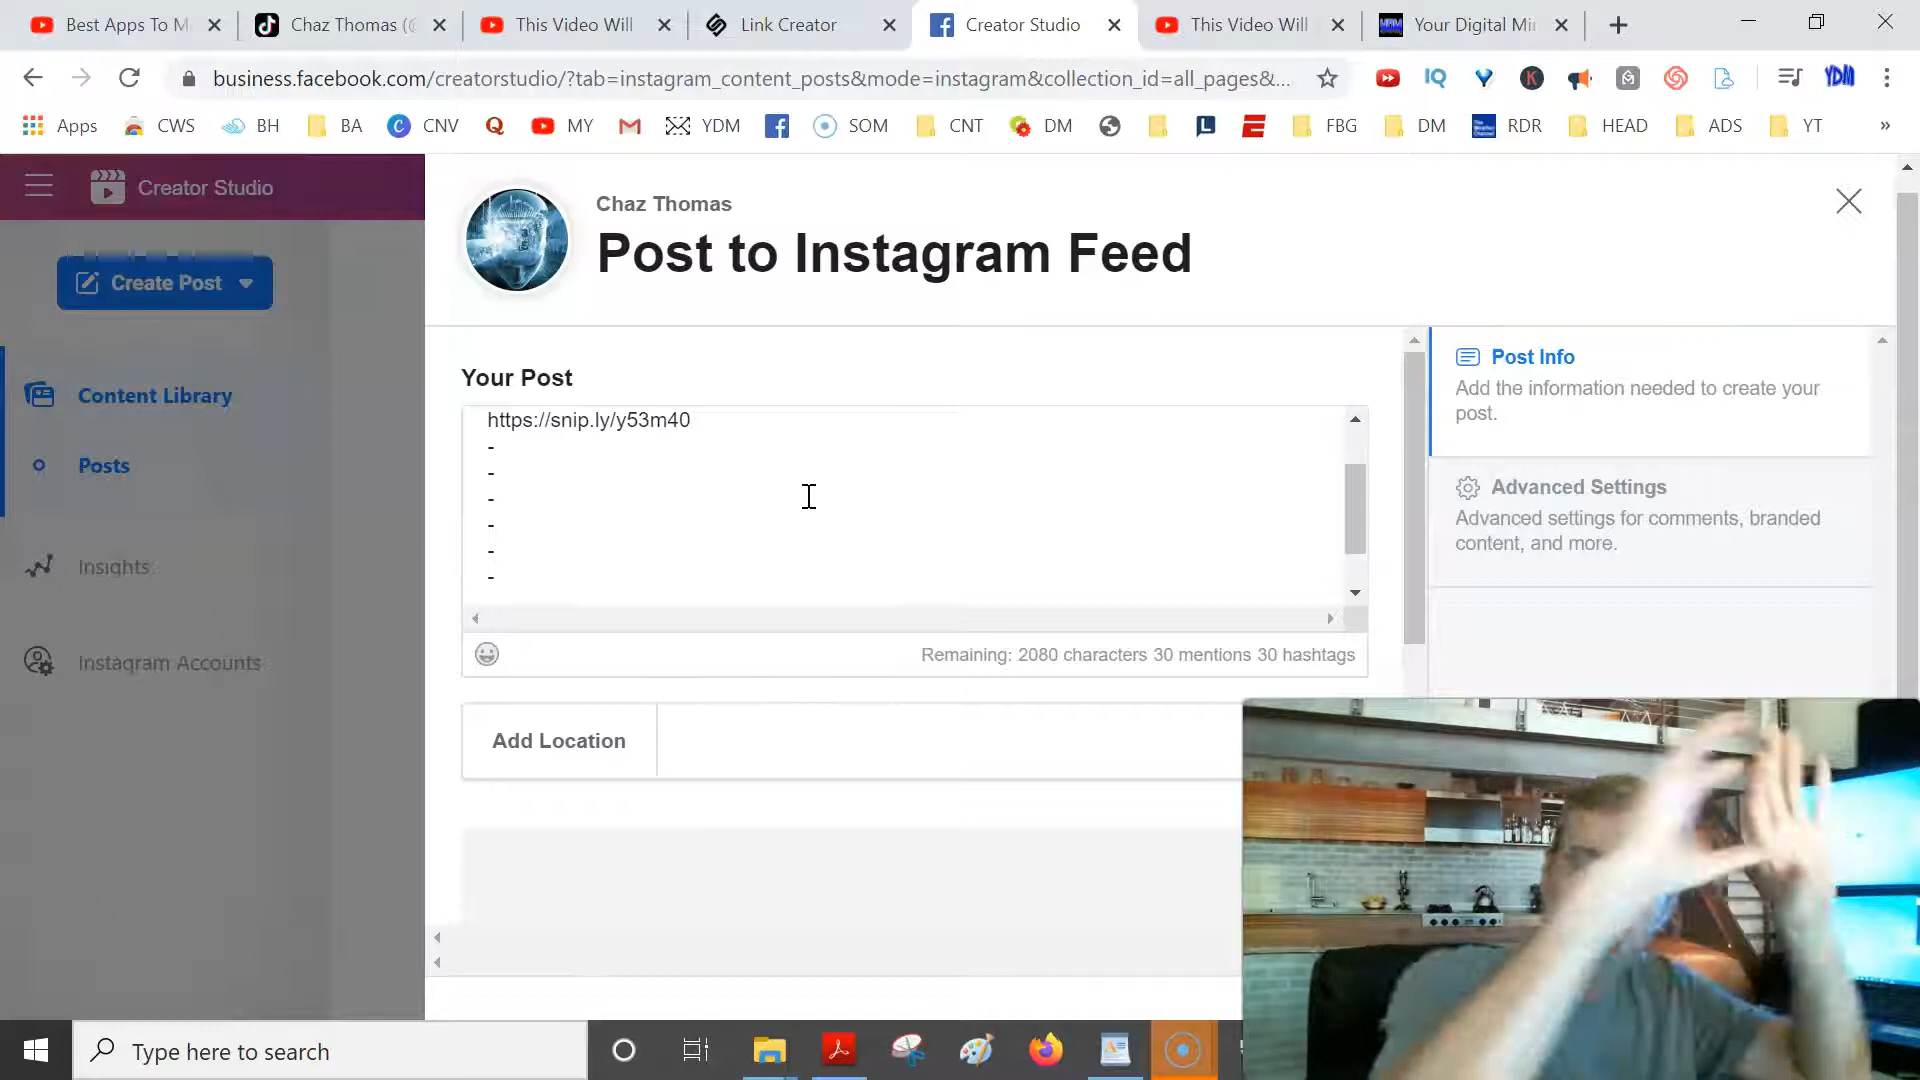 Best Apps To M
Chaz Thomas (@
This Video Will
Link Creator
Creator Studio
This Video Will
Your Digital Mi
business.facebook.com/creatorstudio/?tab=instagram_content_posts&mode=instagram&collection_id=all_pages&...
IQ
K
YDM
Apps
CWS
BH
BA
C
CNV
Q
MY
YDM
SOM
CNT
DM
L
E
FBG
DM
RDR
HEAD
ADS
YT
»
Creator Studio
Create Post
Content Library
Posts
Insights
Instagram Accounts
Chaz Thomas
Post to Instagram Feed
Your Post
https://snip.ly/y53m40
-
-
-
-
-
-
Remaining: 2080 characters 30 mentions 30 hashtags
Add Location
Post Info
Add the information needed to create your
post.
Advanced Settings
Advanced settings for comments, branded
content, and more.
Type here to search